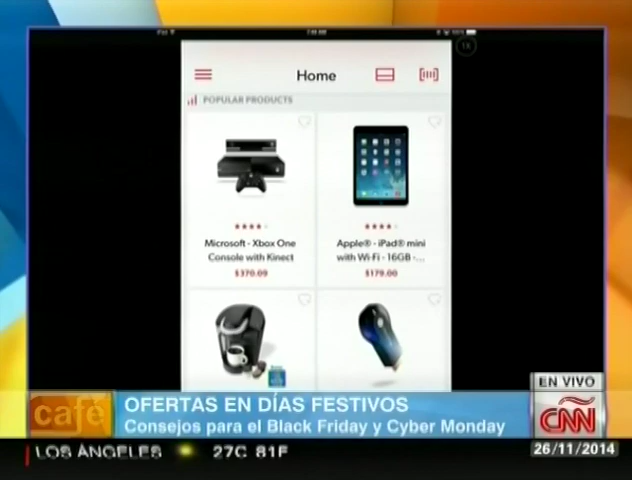 Home
POPULAR PRODUCTS
Microsoft - Xbox One
Console with Kinect
$370.09
Apple® - iPad® mini
with Wi-Fi - 16GB -...
$179.00
EN VIVO
café
OFERTAS EN DÍAS FESTIVOS
Consejos para el Black Friday y Cyber Monday
CNN
LOS ÁNGELES 27C 81F
26/11/2014